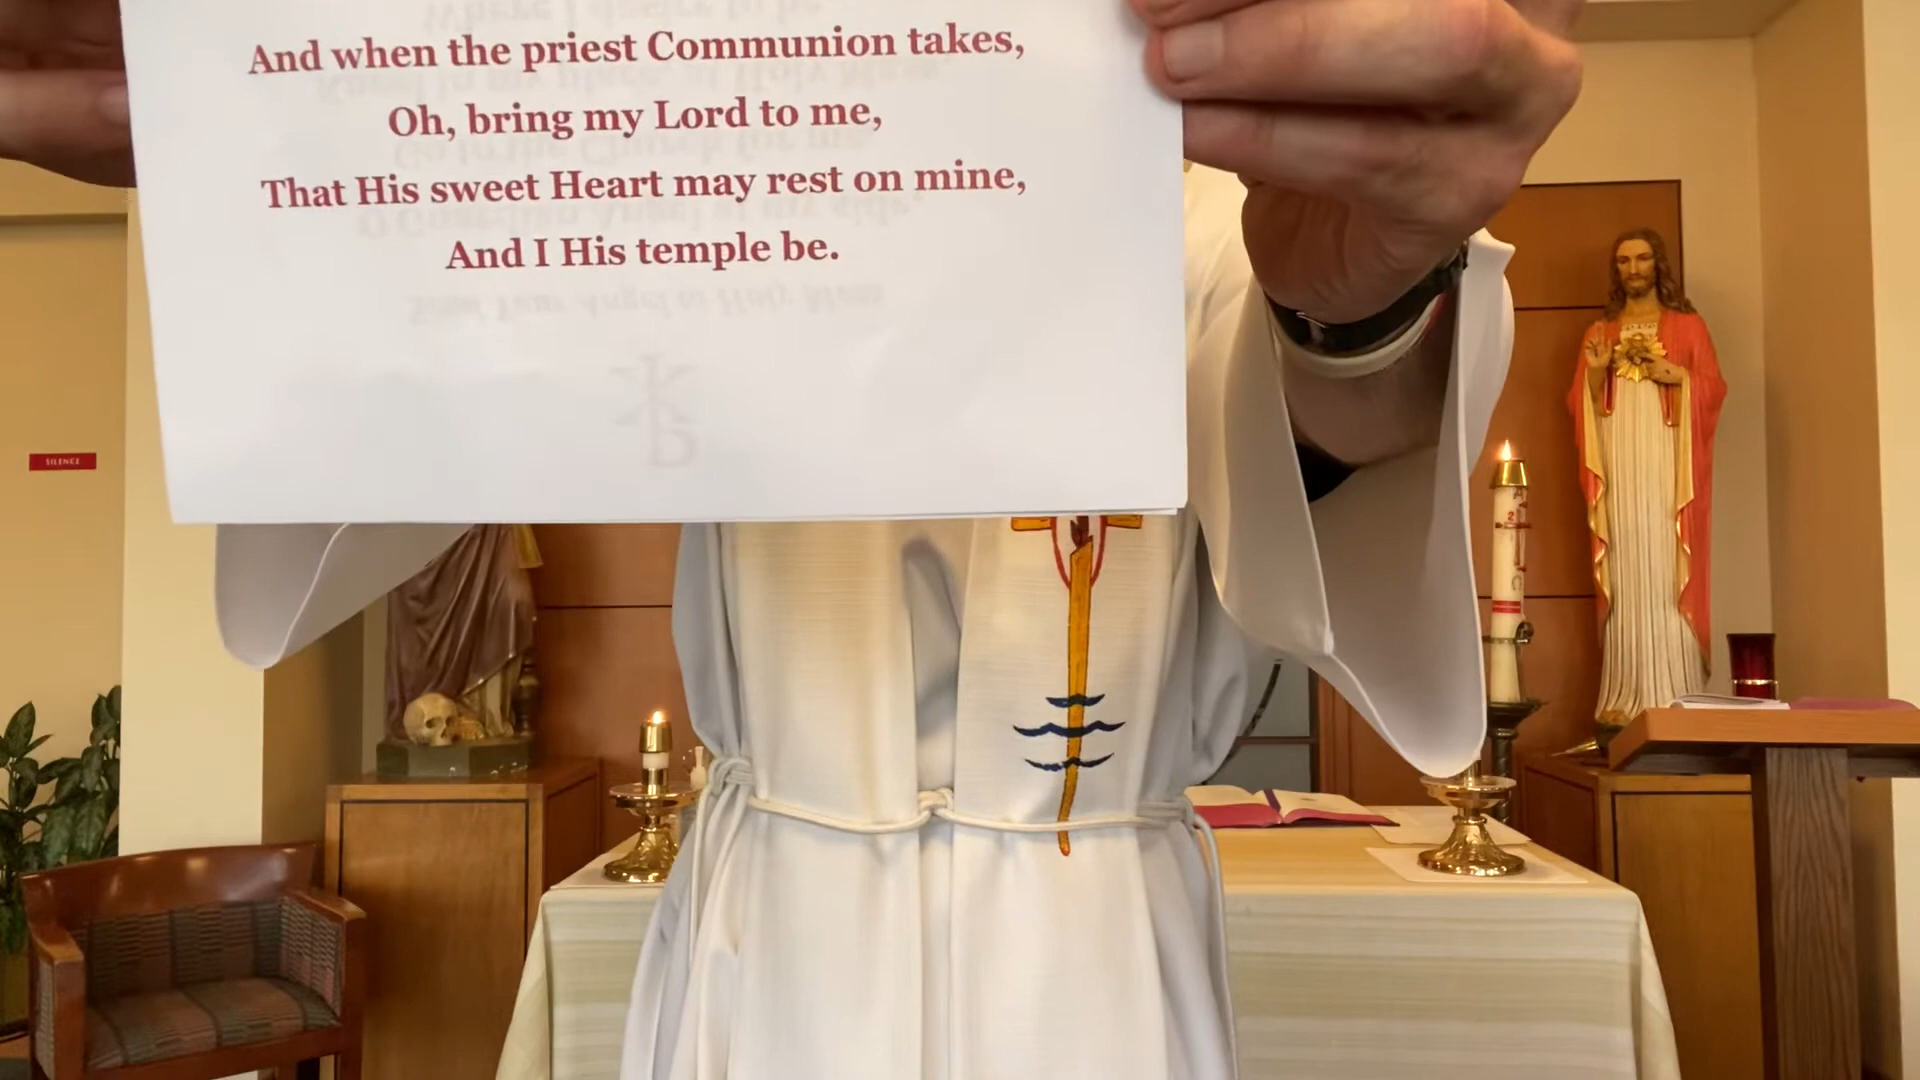 And when the priest Communion takes,
Oh, bring my Lord to me,
That His sweet Heart may rest on mine,
And I His temple be.
SILENCE